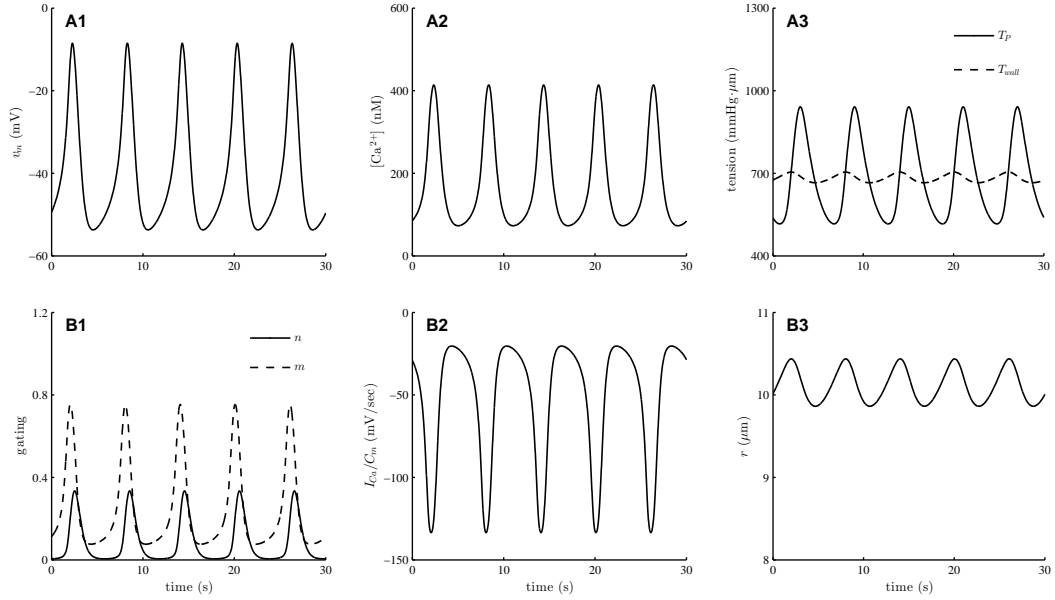 A1
0
−20
−40
−60
v_m (mV)
0
10
20
30
A2
600
400
200
0
[Ca²⁺] (nM)
0
10
20
30
A3
1300
1000
700
400
tension (mmHg·μm)
T_P
T_wall
0
10
20
30
B1
1.2
0.8
0.4
0
gating
n
m
0
10
20
30
time (s)
B2
0
−50
−100
−150
I_Ca/C_m (mV/sec)
0
10
20
30
time (s)
B3
11
10
9
8
r (μm)
0
10
20
30
time (s)